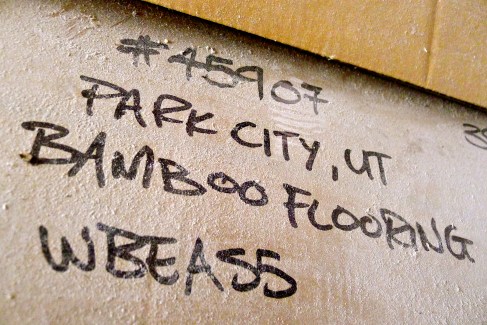 #45907
PARK CITY, UT
BAMBOO FLOORING
WBEASS